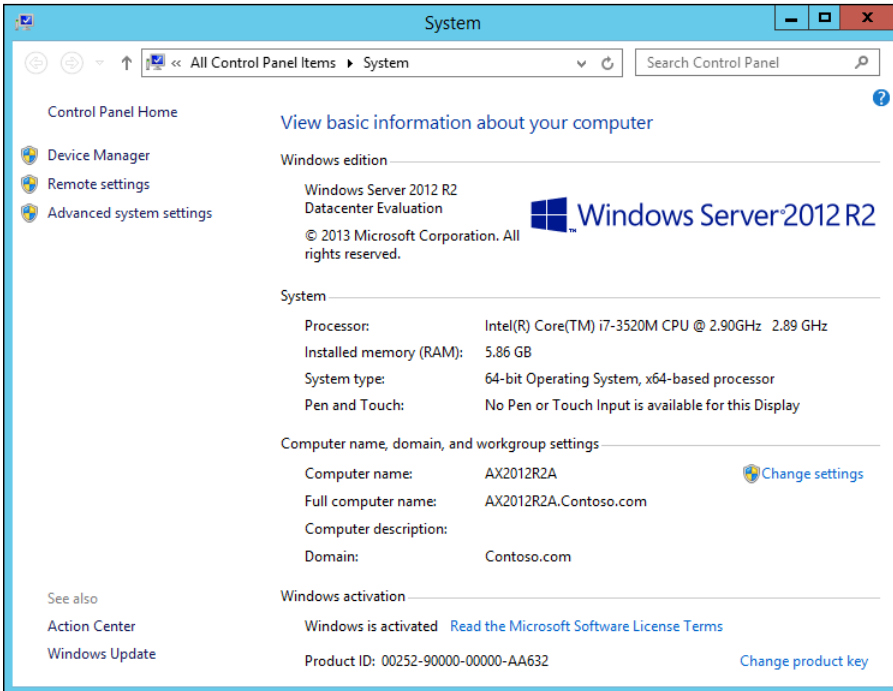 System
« All Control Panel Items ▸ System
Search Control Panel
Control Panel Home
Device Manager
Remote settings
Advanced system settings
View basic information about your computer
Windows edition
Windows Server 2012 R2
Datacenter Evaluation
© 2013 Microsoft Corporation. All
rights reserved.
Windows Server 2012 R2
System
Processor: Intel(R) Core(TM) i7-3520M CPU @ 2.90GHz 2.89 GHz
Installed memory (RAM): 5.86 GB
System type: 64-bit Operating System, x64-based processor
Pen and Touch: No Pen or Touch Input is available for this Display
Computer name, domain, and workgroup settings
Computer name: AX2012R2A Change settings
Full computer name: AX2012R2A.Contoso.com
Computer description:
Domain: Contoso.com
Windows activation
Windows is activated Read the Microsoft Software License Terms
Product ID: 00252-90000-00000-AA632 Change product key
See also
Action Center
Windows Update